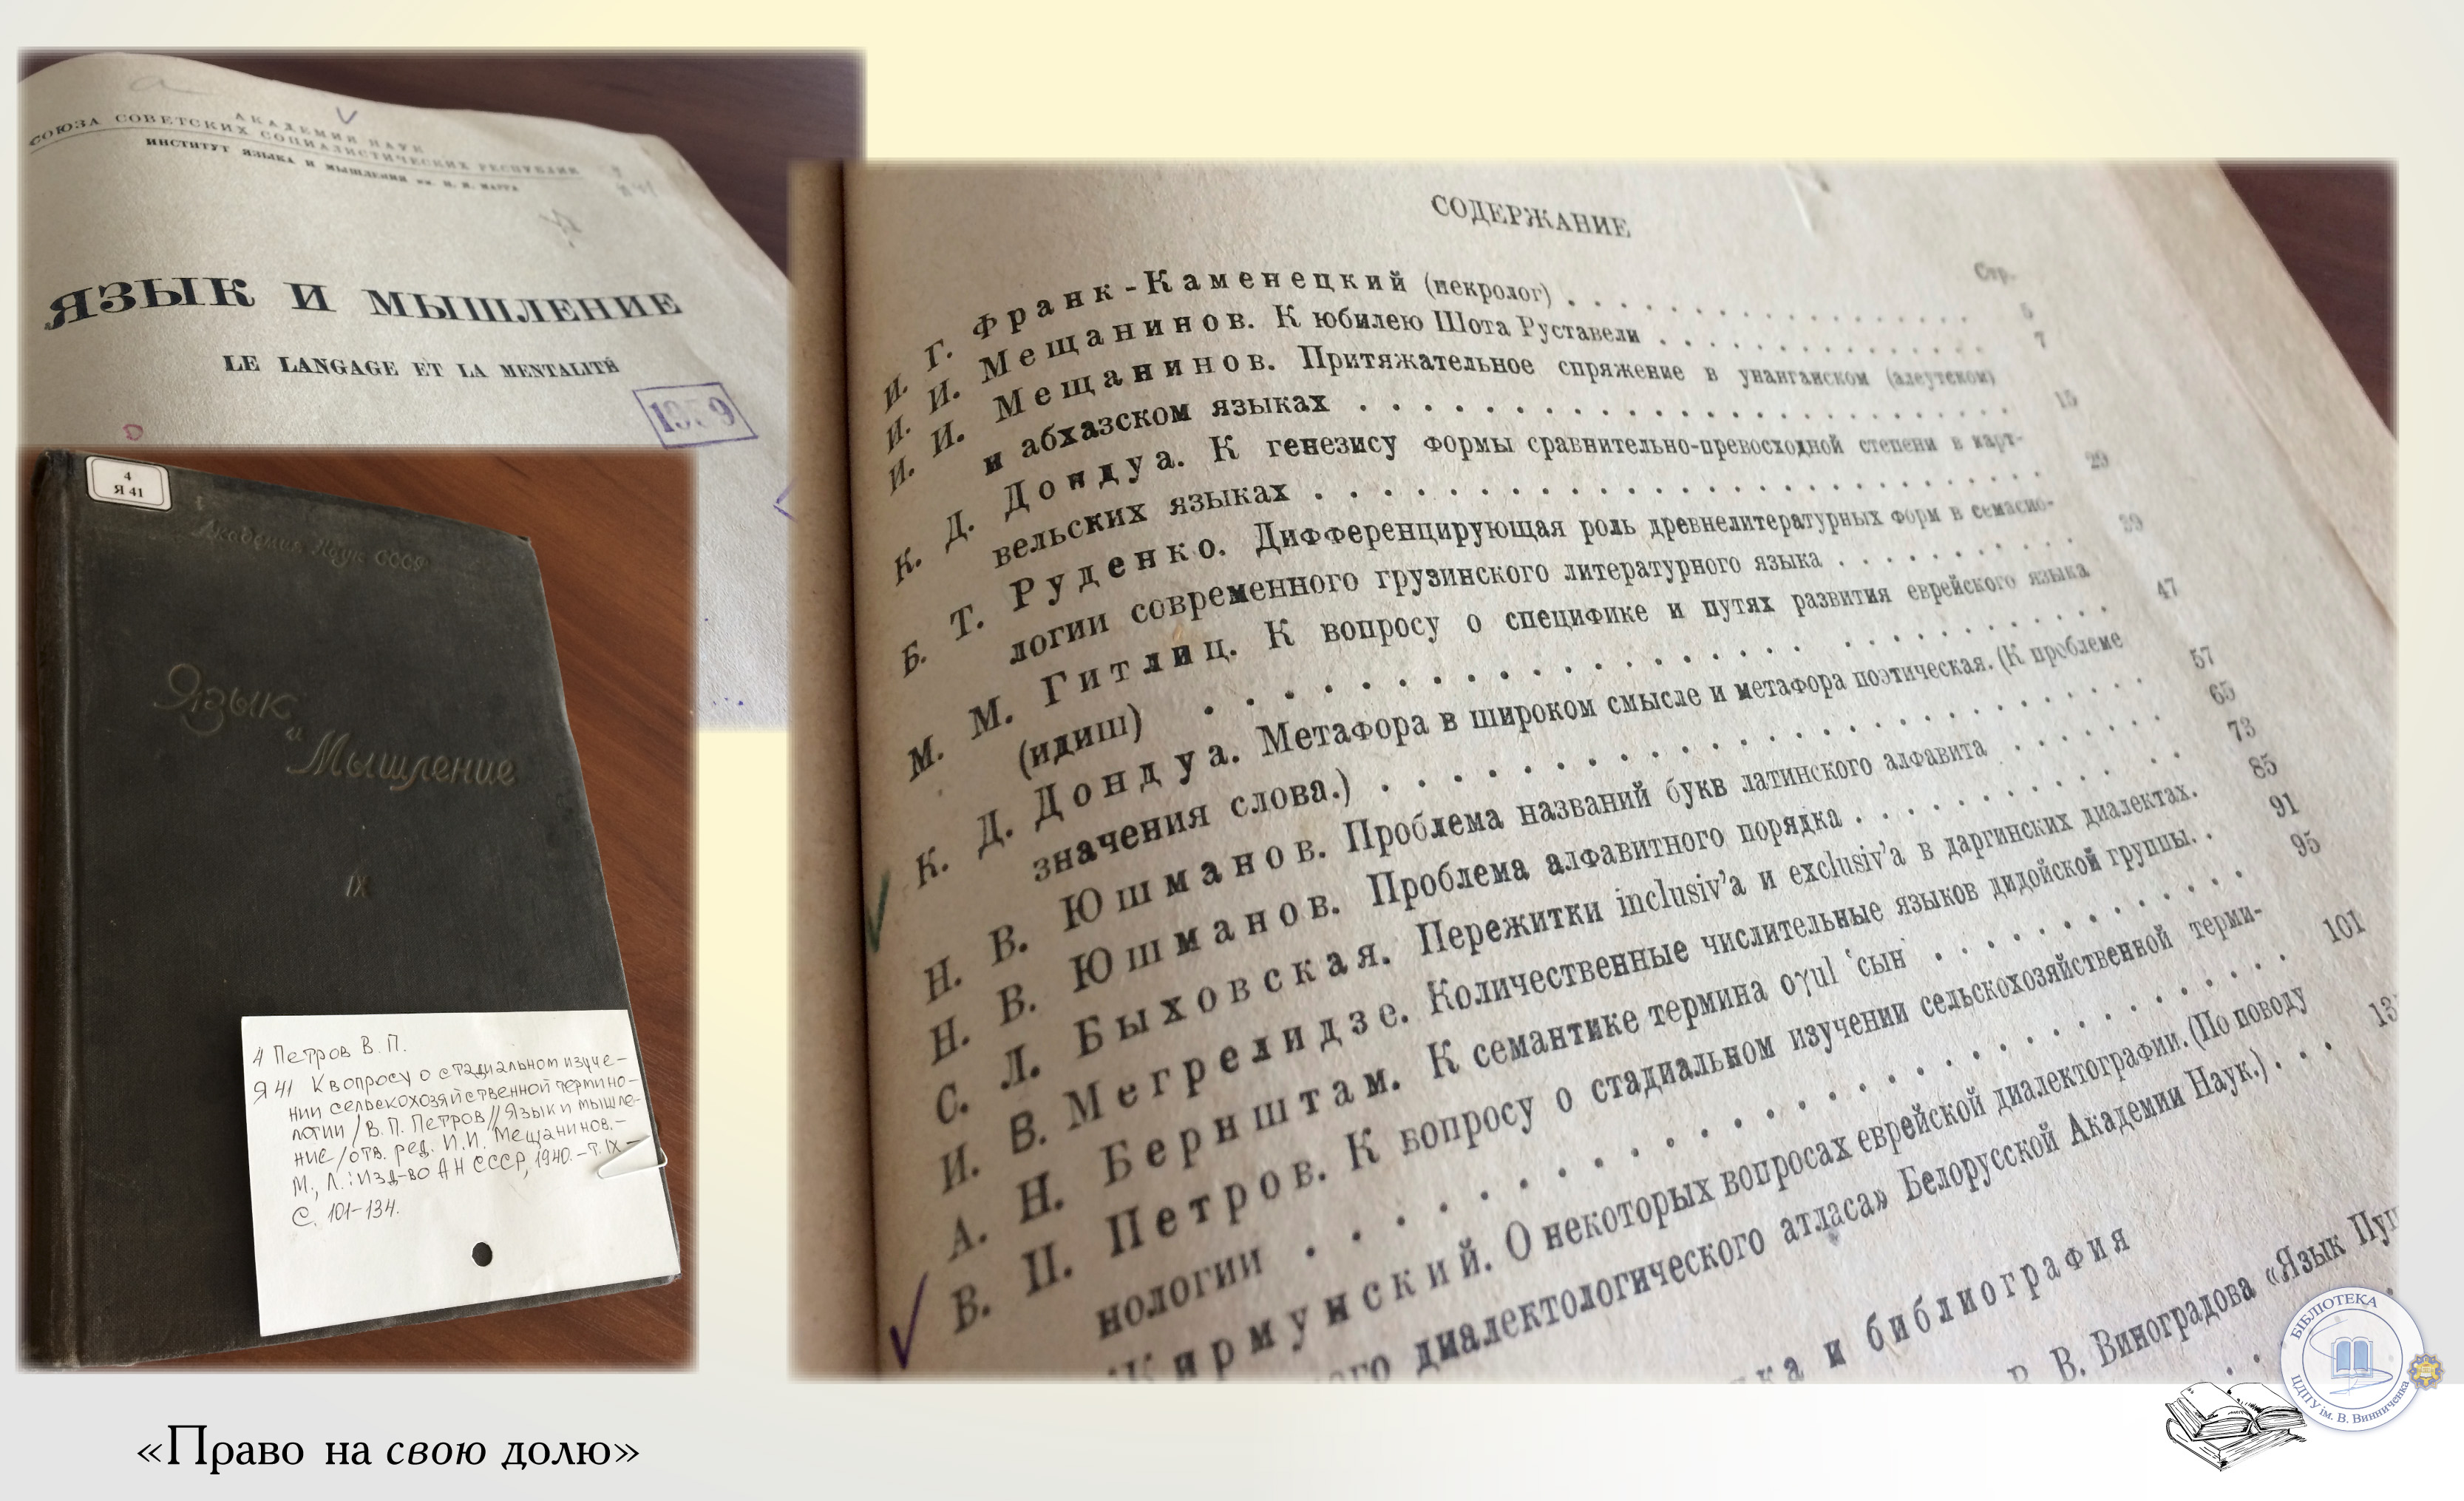 АКАДЕМИЯ НАУК
СОЮЗА СОВЕТСКИХ СОЦИАЛИСТИЧЕСКИХ РЕСПУБЛИК
ИНСТИТУТ ЯЗЫКА И МЫШЛЕНИЯ им. Н. Я. МАРРА
ЯЗЫК И МЫШЛЕНИЕ
LE LANGAGE ET LA MENTALITÉ
1959
4
Я 41
Академия Наук СССР
Язык
и
Мышление
IX
4 Петров В. П.
Я 41 К вопросу о стадиальном изуче-
нии сельскохозяйственной термино-
логии / В. П. Петров // Язык и мышле-
ние / отв. ред. И. И. Мещанинов. –
М., Л. : Изд-во АН СССР, 1940. – т. IX –
С. 101-134.
СОДЕРЖАНИЕ
Стр.
И. Г. Франк-Каменецкий (некролог) . . . 5
И. И. Мещанинов. К юбилею Шота Руставели . . . 7
И. И. Мещанинов. Притяжательное спряжение в унанганском (алеутском)
и абхазском языках . . . 15
К. Д. Дондуа. К генезису формы сравнительно-превосходной степени в карт-
вельских языках . . . 29
Б. Т. Руденко. Дифференцирующая роль древнелитературных форм в семасио-
логии современного грузинского литературного языка . . . 39
М. М. Гитлиц. К вопросу о специфике и путях развития еврейского языка
(идиш) . . . 47
К. Д. Дондуа. Метафора в широком смысле и метафора поэтическая. (К проблеме
значения слова.) . . . 57
Н. В. Юшманов. Проблема названий букв латинского алфавита . . . 65
Н. В. Юшманов. Проблема алфавитного порядка . . . 73
С. Л. Быховская. Пережитки inclusiv’а и exclusiv’а в даргинских диалектах. 85
И. В. Мегрелидзе. Количественные числительные языков дидойской группы. . 91
А. Н. Бернштам. К семантике термина oγul ‘сын . . . 95
В. П. Петров. К вопросу о стадиальном изучении сельскохозяйственной терми-
нологии . . . 101
Жирмунский. О некоторых вопросах еврейской диалектографии. (По поводу
диалектологического атласа» Белорусской Академии Наук.) . . .
и библиография
В. В. Виноградова «Язык
«Право на свою долю»
БІБЛІОТЕКА
ЦДПУ ім. В. Винниченка